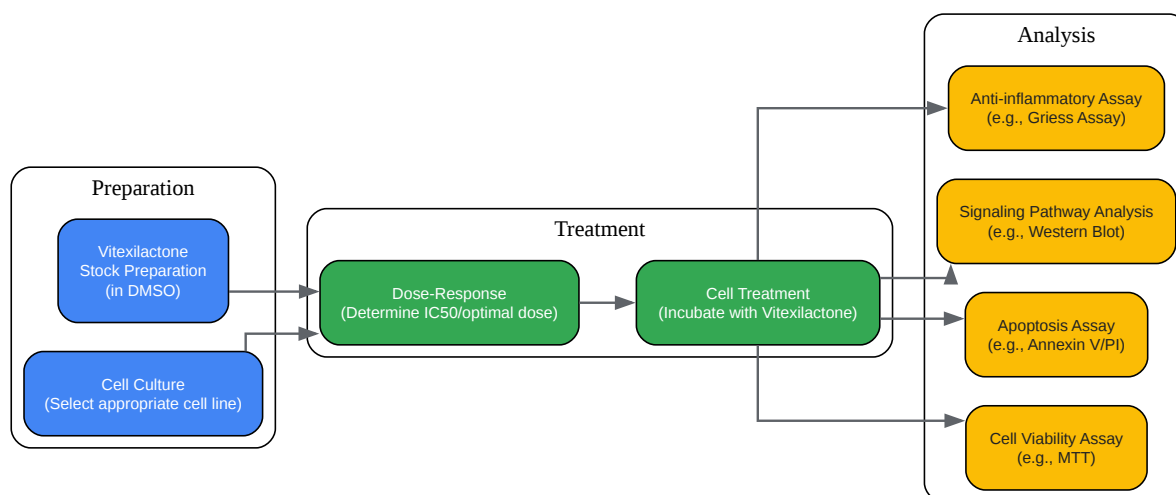 Preparation
Vitexilactone
Stock Preparation
(in DMSO)
Cell Culture
(Select appropriate cell line)
Treatment
Dose-Response
(Determine IC50/optimal dose)
Cell Treatment
(Incubate with Vitexilactone)
Analysis
Anti-inflammatory Assay
(e.g., Griess Assay)
Signaling Pathway Analysis
(e.g., Western Blot)
Apoptosis Assay
(e.g., Annexin V/PI)
Cell Viability Assay
(e.g., MTT)